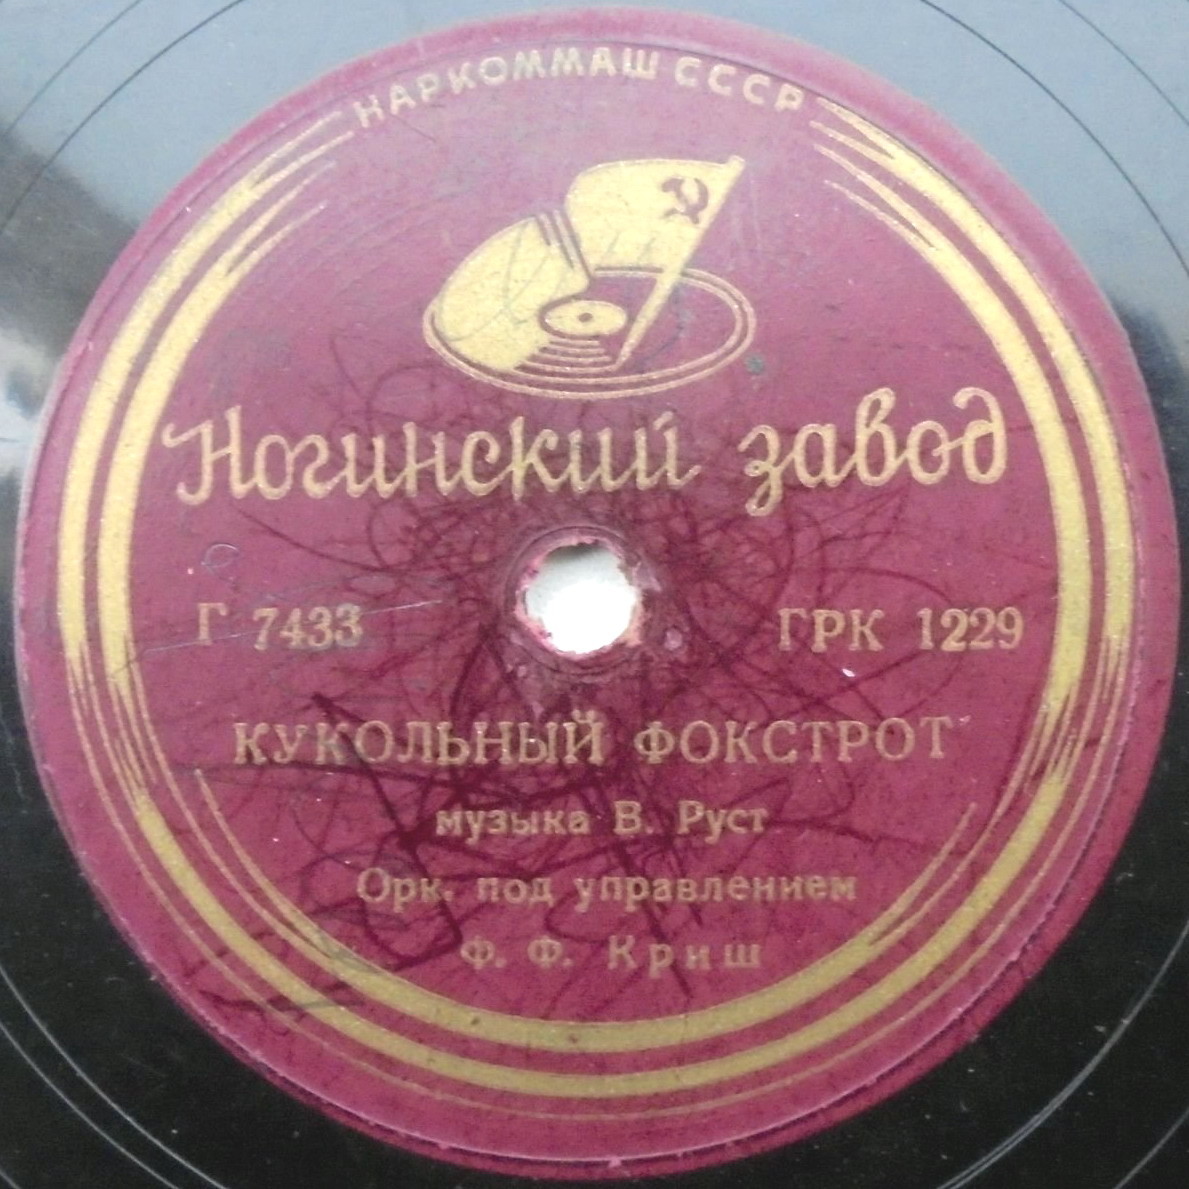 НАРКОММАШ СССР
Ногинский завод
Г 7433 ГРК 1229
КУКОЛЬНЫЙ ФОКСТРОТ
музыка В. Руст
Орк. под управлением
Ф. Ф. Криш